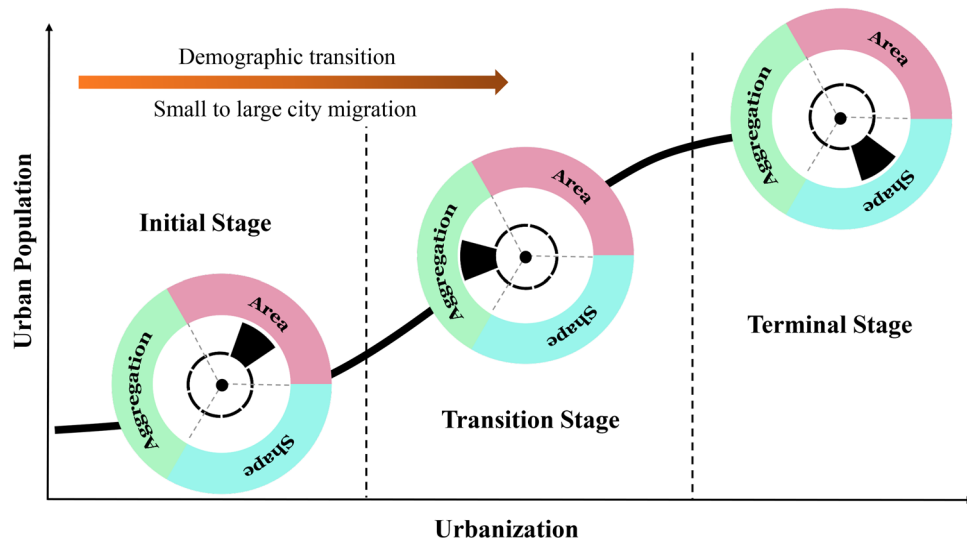 Demographic transition
Small to large city migration
Initial Stage
Aggregation
Area
Shape
Transition Stage
Aggregation
Area
Shape
Terminal Stage
Aggregation
Area
Shape
Urban Population
Urbanization